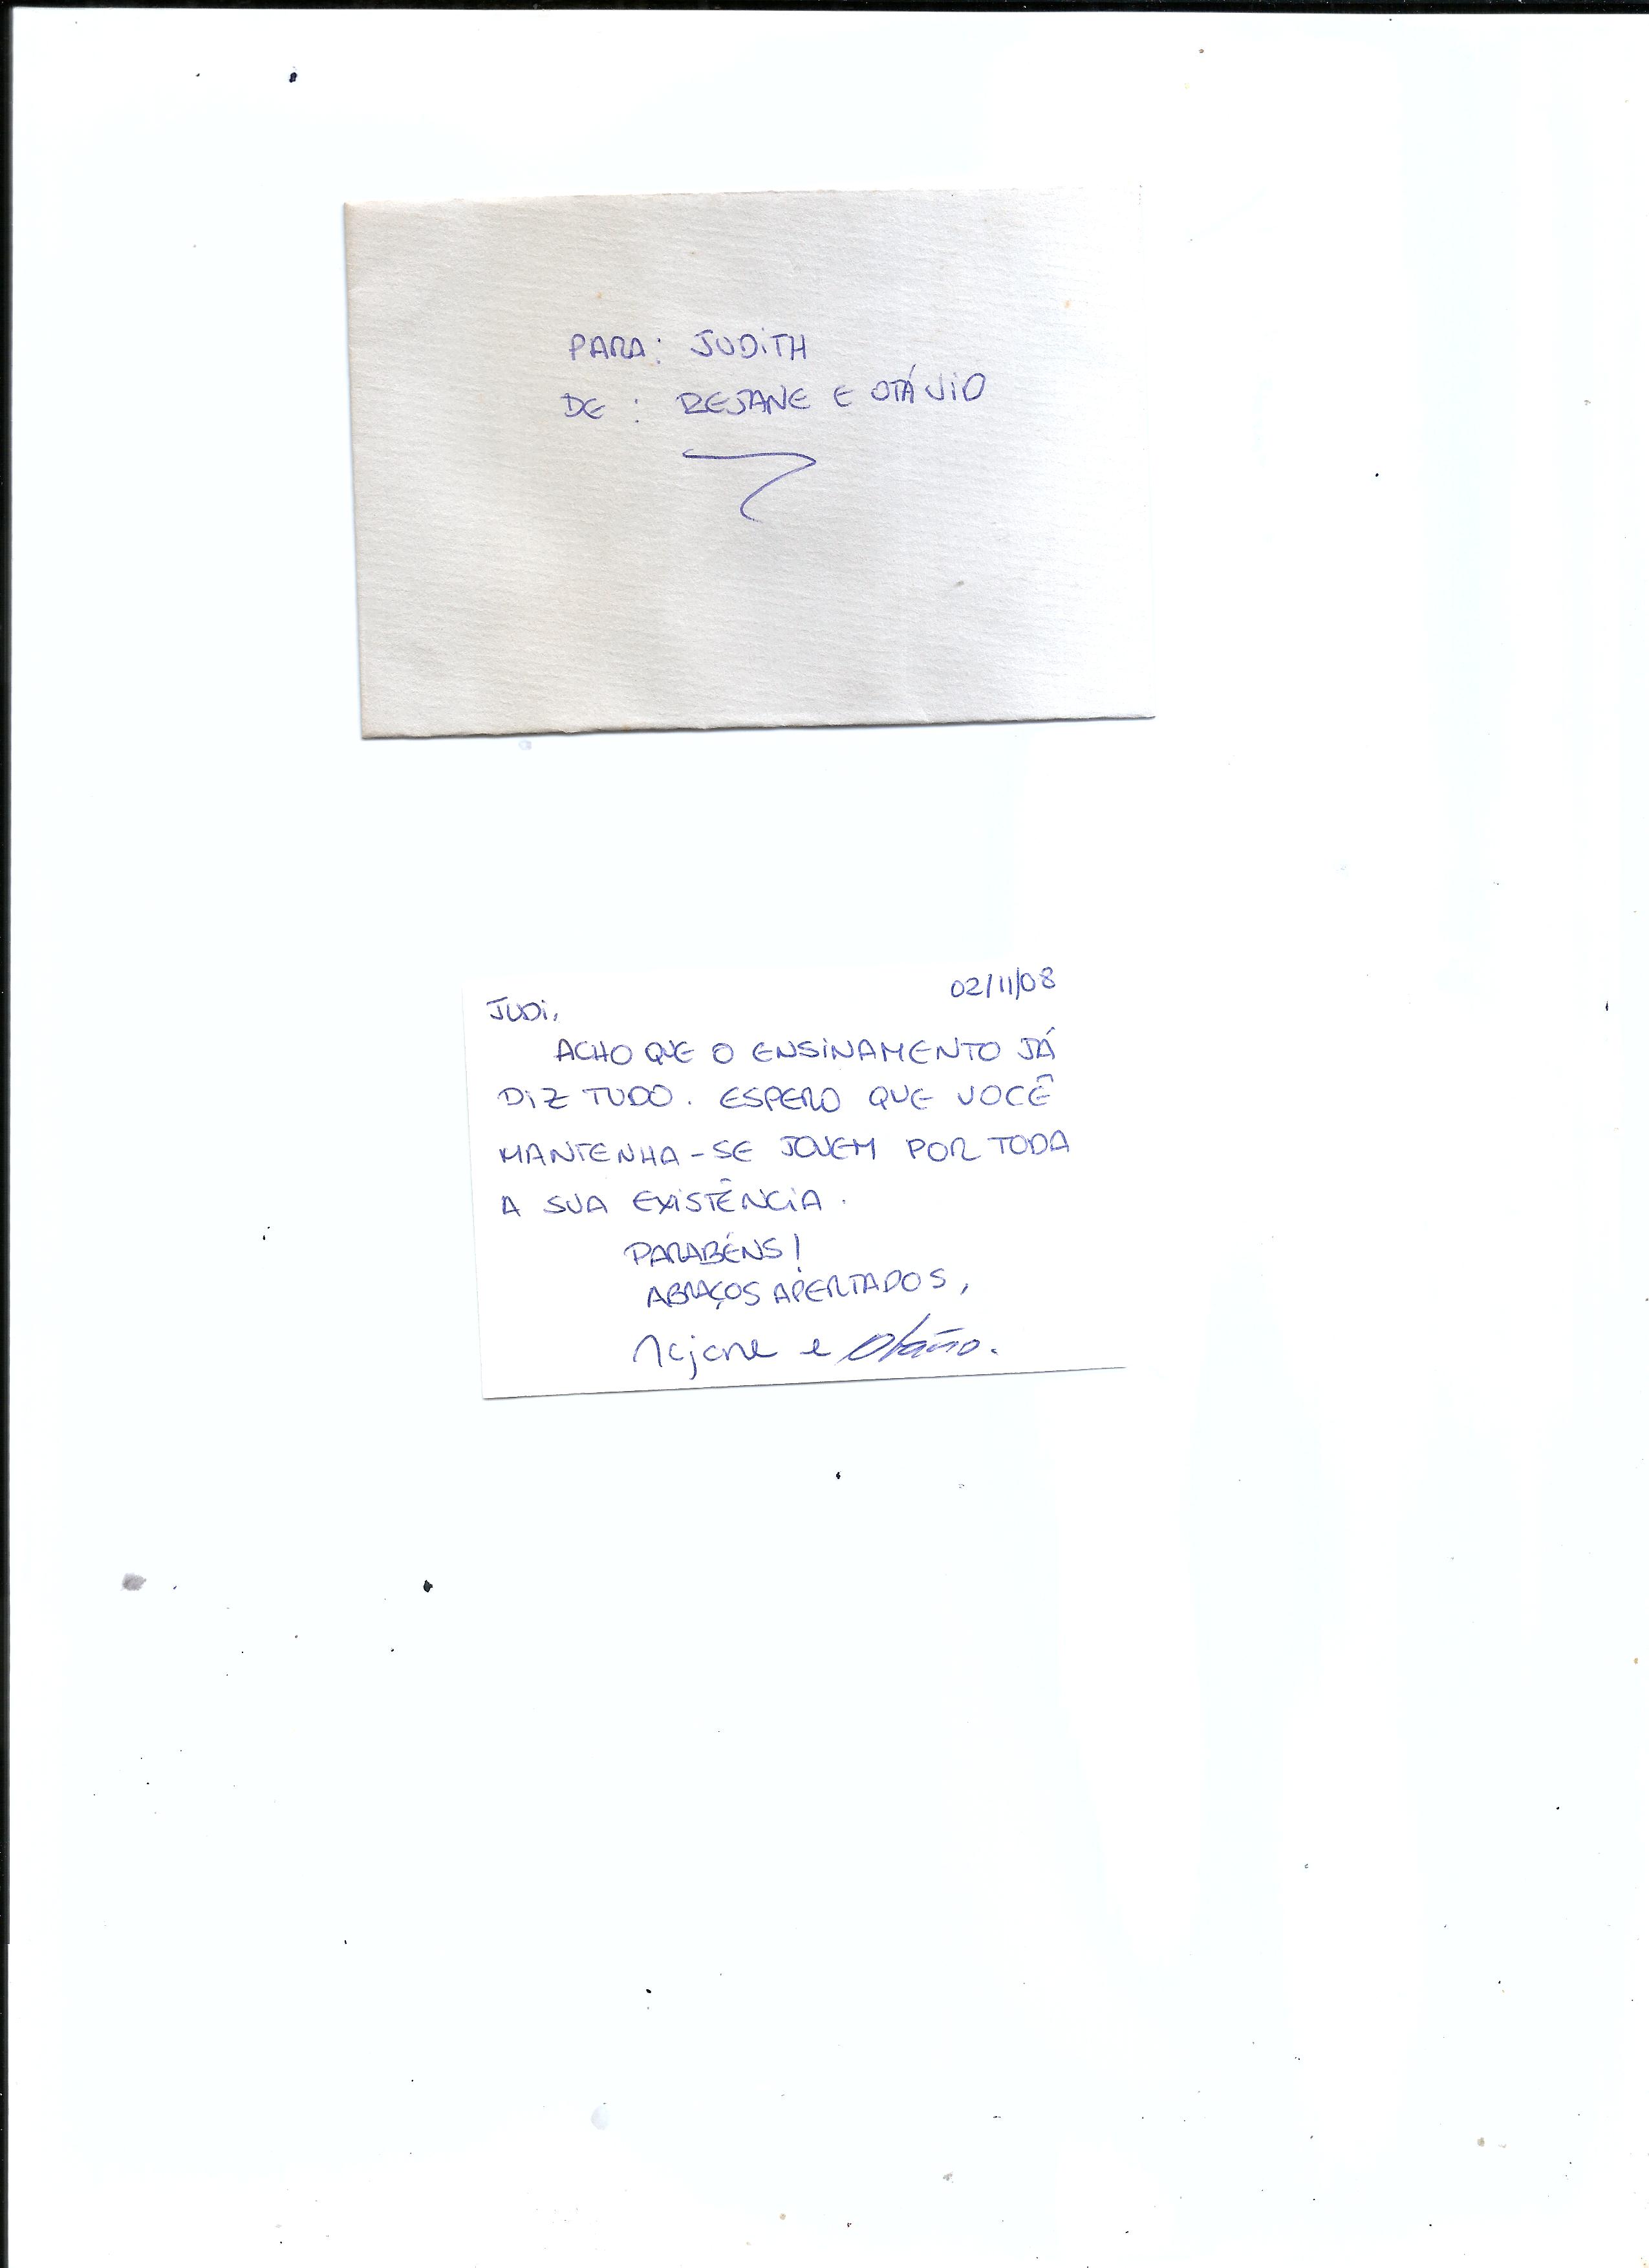 PARA: JUDITH
DE : REJANE E OTÁVIO
02/11/08
JUDI,
ACHO QUE O ENSINAMENTO JÁ
DIZ TUDO. ESPERO QUE VOCÊ
MANTENHA-SE JOVEM POR TODA
A SUA EXISTÊNCIA.
PARABÉNS!
ABRAÇOS APERTADOS,
Rejane e Otávio.